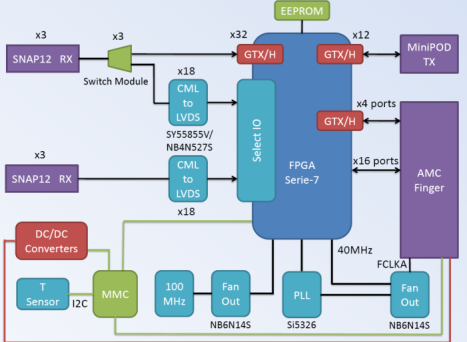 EEPROM
x3
x3
x32
x12
SNAP12 RX
GTX/H
GTX/H
MiniPOD
TX
Switch Module
x18
CML
to
LVDS
SY55855V/
NB4N527S
Select IO
FPGA
Serie-7
x4 ports
GTX/H
x16 ports
AMC
Finger
x3
SNAP12 RX
CML
to
LVDS
x18
DC/DC
Converters
T
Sensor
I2C
MMC
100
MHz
Fan
Out
NB6N14S
PLL
Si5326
40MHz
FCLKA
Fan
Out
NB6N14S